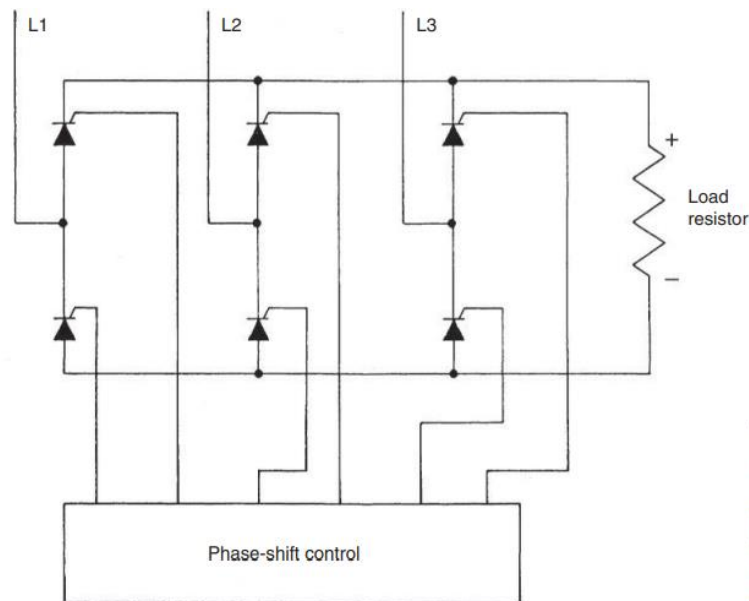 L1
L2
L3
+
Load
resistor
–
Phase-shift control